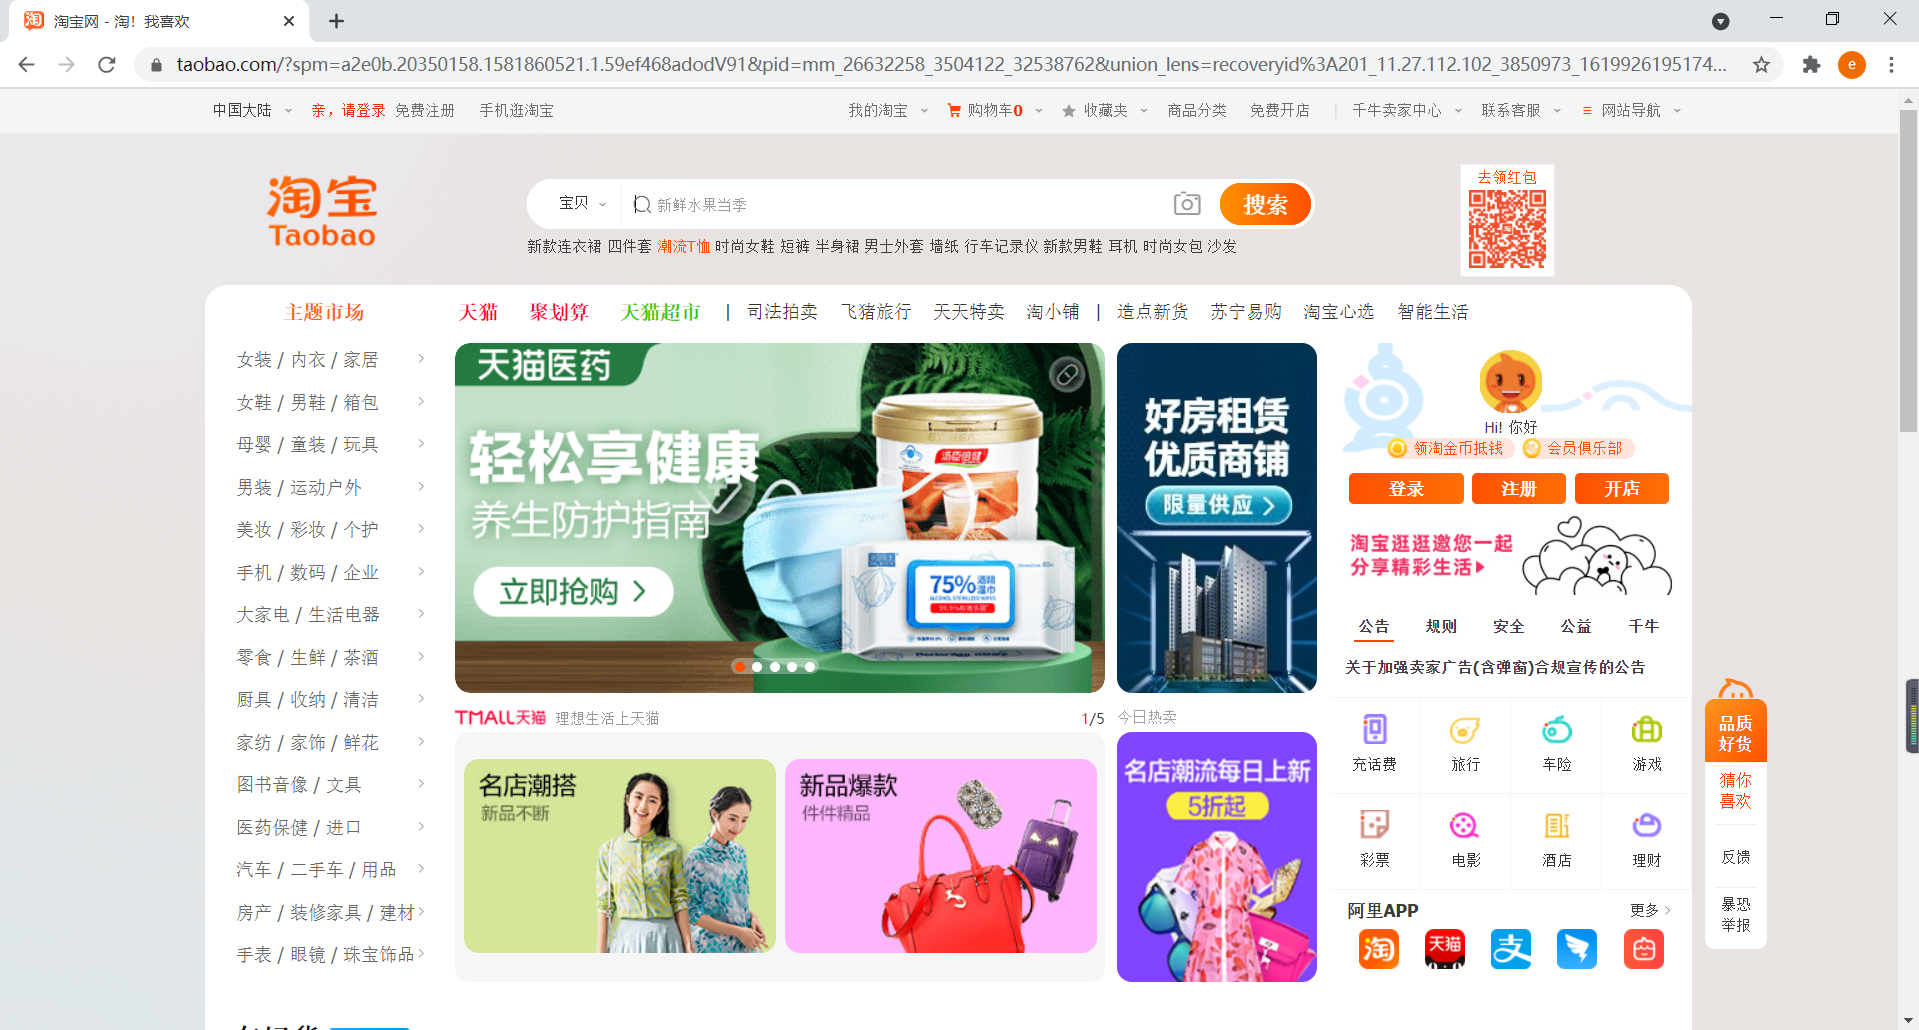 淘宝网 - 淘！我喜欢
taobao.com/?spm=a2e0b.20350158.1581860521.1.59ef468adodV91&pid=mm_26632258_3504122_32538762&union_lens=recoveryid%3A201_11.27.112.102_3850973_1619926195174...
e
中国大陆 亲，请登录 免费注册 手机逛淘宝 我的淘宝 购物车0 收藏夹 商品分类 免费开店 | 千牛卖家中心 联系客服 网站导航
淘宝
Taobao
宝贝 新鲜水果当季 搜索
新款连衣裙 四件套 潮流T恤 时尚女鞋 短裤 半身裙 男士外套 墙纸 行车记录仪 新款男鞋 耳机 时尚女包 沙发
去领红包
主题市场 天猫 聚划算 天猫超市 | 司法拍卖 飞猪旅行 天天特卖 淘小铺 | 造点新货 苏宁易购 淘宝心选 智能生活
女装 / 内衣 / 家居
女鞋 / 男鞋 / 箱包
母婴 / 童装 / 玩具
男装 / 运动户外
美妆 / 彩妆 / 个护
手机 / 数码 / 企业
大家电 / 生活电器
零食 / 生鲜 / 茶酒
厨具 / 收纳 / 清洁
家纺 / 家饰 / 鲜花
图书音像 / 文具
医药保健 / 进口
汽车 / 二手车 / 用品
房产 / 装修家具 / 建材
手表 / 眼镜 / 珠宝饰品
天猫医药
轻松享健康
养生防护指南
立即抢购
汤臣倍健
75%酒精湿巾
好房租赁
优质商铺
限量供应
Hi! 你好
领淘金币抵钱 会员俱乐部
登录 注册 开店
淘宝逛逛邀您一起
分享精彩生活
公告 规则 安全 公益 千牛
关于加强卖家广告(含弹窗)合规宣传的公告
TMALL天猫 理想生活上天猫 1/5
今日热卖
名店潮搭
新品不断
新品爆款
件件精品
名店潮流每日上新
5折起
充话费 旅行 车险 游戏
彩票 电影 酒店 理财
阿里APP 更多
淘 天猫 支
品质
好货
猜你
喜欢
反馈
暴恐
举报